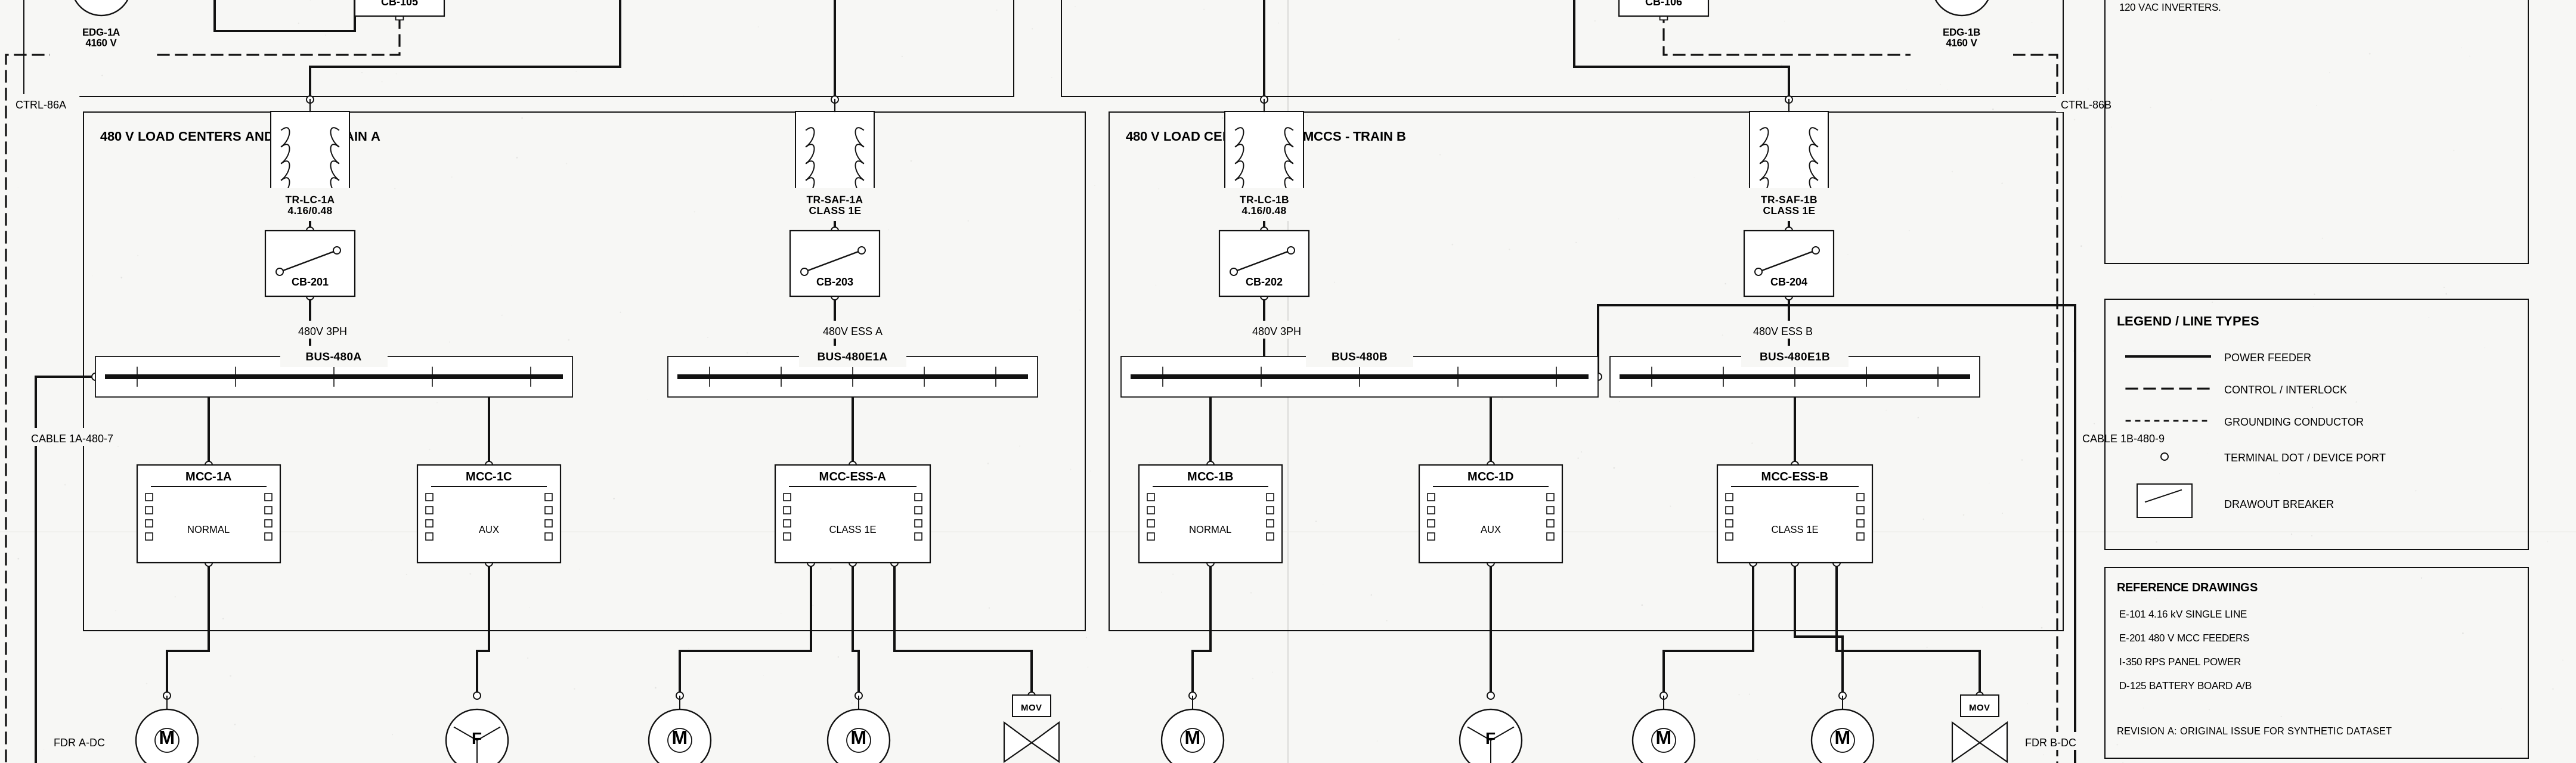 CB-105
CB-106
120 VAC INVERTERS.
EDG-1A
4160 V
EDG-1B
4160 V
CTRL-86A
CTRL-86B
480 V LOAD CENTERS AND AIN A
480 V LOAD CE MCCS - TRAIN B
TR-LC-1A
4.16/0.48
TR-SAF-1A
CLASS 1E
TR-LC-1B
4.16/0.48
TR-SAF-1B
CLASS 1E
CB-201
CB-203
CB-202
CB-204
480V 3PH
480V ESS A
480V 3PH
480V ESS B
BUS-480A
BUS-480E1A
BUS-480B
BUS-480E1B
CABLE 1A-480-7
CABLE 1B-480-9
MCC-1A
NORMAL
MCC-1C
AUX
MCC-ESS-A
CLASS 1E
MCC-1B
NORMAL
MCC-1D
AUX
MCC-ESS-B
CLASS 1E
MOV
MOV
FDR A-DC
M
F
M
M
M
F
M
M
FDR B-DC
LEGEND / LINE TYPES
POWER FEEDER
CONTROL / INTERLOCK
GROUNDING CONDUCTOR
TERMINAL DOT / DEVICE PORT
DRAWOUT BREAKER
REFERENCE DRAWINGS
E-101 4.16 kV SINGLE LINE
E-201 480 V MCC FEEDERS
I-350 RPS PANEL POWER
D-125 BATTERY BOARD A/B
REVISION A: ORIGINAL ISSUE FOR SYNTHETIC DATASET